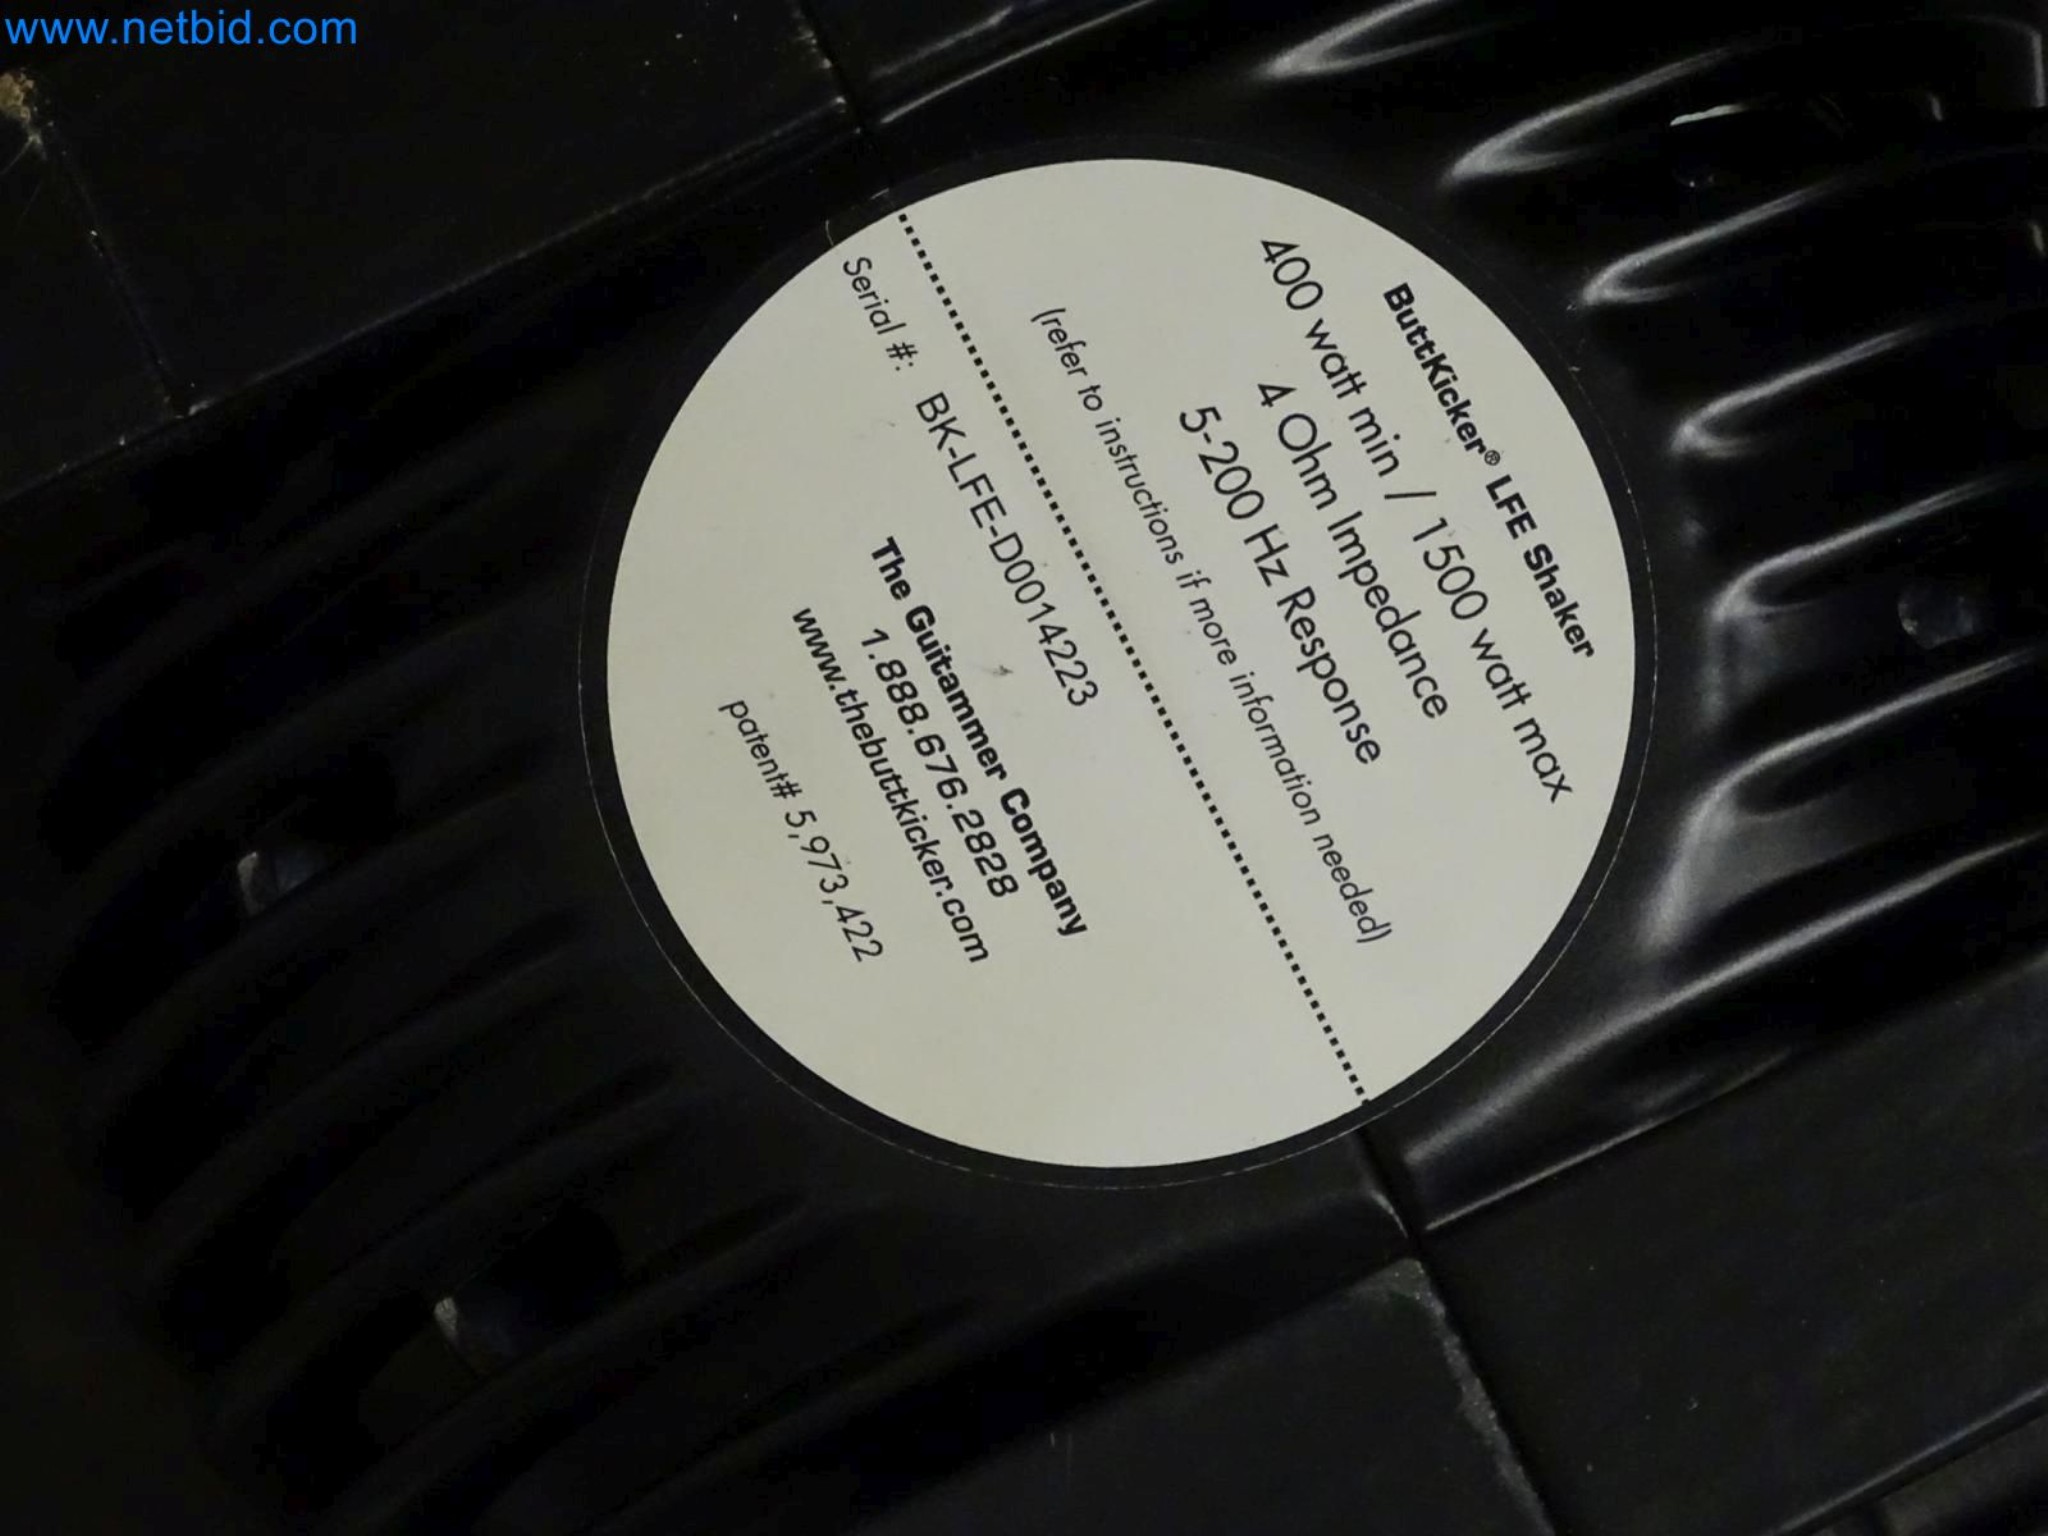 www.netbid.com
ButtKicker® LFE Shaker
400 watt min / 1500 watt max
4 Ohm Impedance
5-200 Hz Response
(refer to instructions if more information needed)
Serial #: BK-LFE-D0014223
The Guitammer Company
1.888.676.2828
www.thebuttkicker.com
patent# 5,973,422